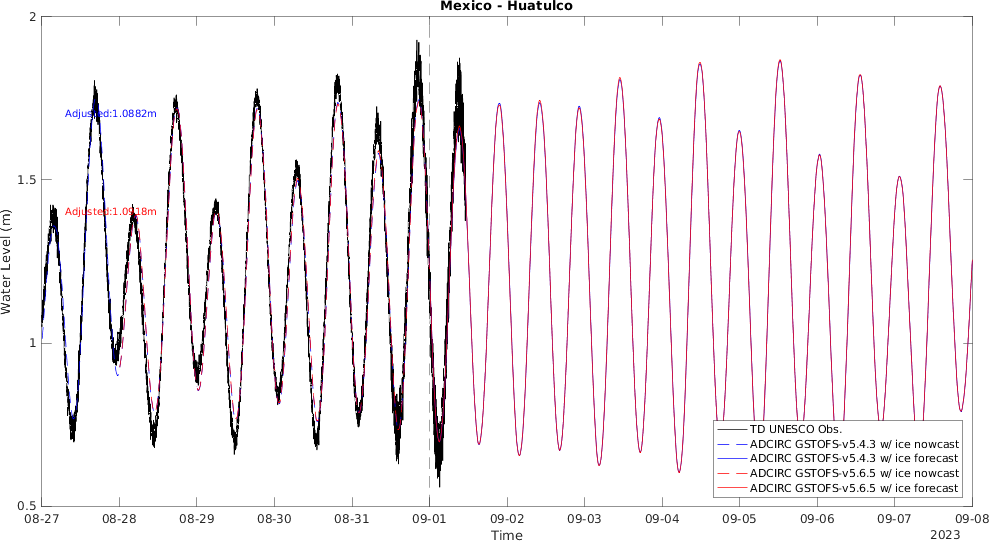 Mexico - Huatulco
2
1.5
1
0.5
Water Level (m)
Adjusted:1.0882m
Adjusted:1.0918m
TD UNESCO Obs.
ADCIRC GSTOFS-v5.4.3 w/ ice nowcast
ADCIRC GSTOFS-v5.4.3 w/ ice forecast
ADCIRC GSTOFS-v5.6.5 w/ ice nowcast
ADCIRC GSTOFS-v5.6.5 w/ ice forecast
08-27 08-28 08-29 08-30 08-31 09-01 09-02 09-03 09-04 09-05 09-06 09-07 09-08
Time
2023